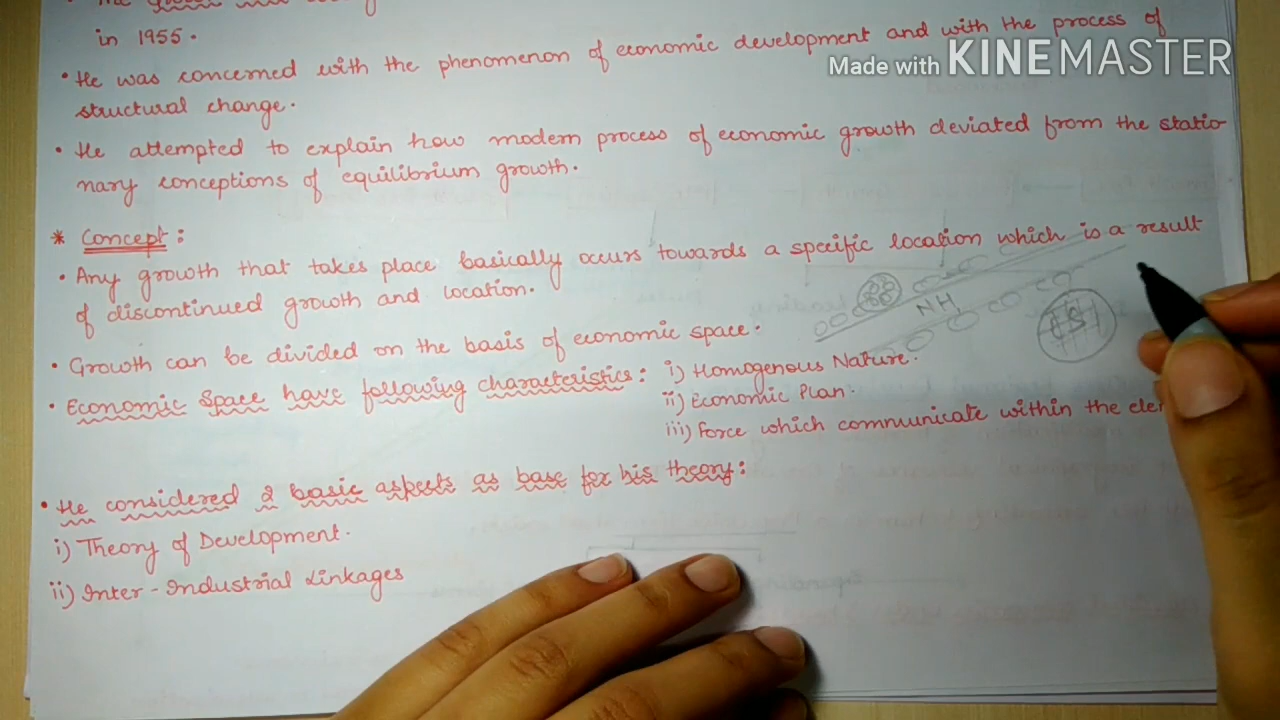 in 1955.
Made with KINEMASTER
• He was concerned with the phenomenon of economic development and with the process of
structural change.
• He attempted to explain how modern process of economic growth deviated from the statio-
nary conceptions of equilibrium growth.
* Concept:
• Any growth that takes place basically occurs towards a specific location which is a result
of discontinued growth and location.
NH
• Growth can be divided on the basis of economic space.
• Economic Space have following characteristics: i) Homogenous Nature.
ii) Economic Plan.
iii) Force which communicate within the
• He considered 2 basic aspects as base for his theory:
i) Theory of Development.
ii) Inter-Industrial Linkages